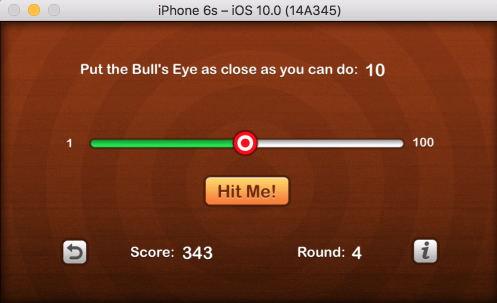 iPhone 6s – iOS 10.0 (14A345)
Put the Bull's Eye as close as you can do: 10
1 100
Hit Me!
Score: 343 Round: 4 i